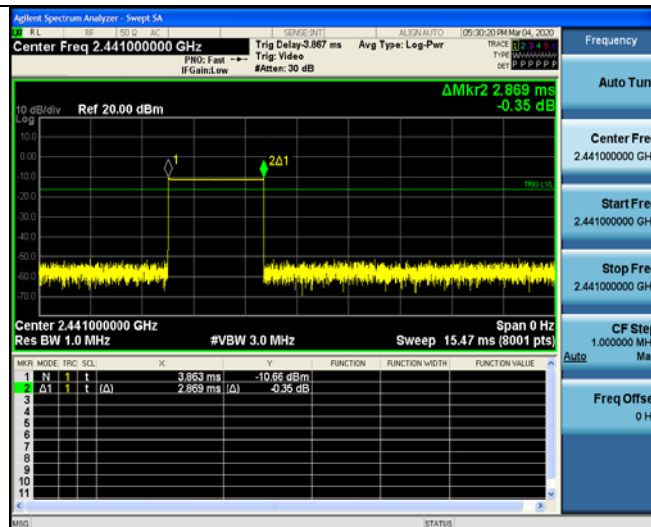 Agilent Spectrum Analyzer - Swept SA
RL RF 50 Ω AC SENSE:INT ALIGN AUTO 05:30:20 PM Mar 04, 2020
Center Freq 2.441000000 GHz Trig Delay-3.867 ms Avg Type: Log-Pwr TRACE 1 2 3 4 5 6
PNO: Fast Trig: Video TYPE
IFGain:Low #Atten: 30 dB DET P P P P P P
ΔMkr2 2.869 ms
10 dB/div Ref 20.00 dBm -0.35 dB
Log
10.0
0.00
1
2Δ1
-10.0
TRIG LVL
-20.0
-30.0
-40.0
-50.0
-60.0
-70.0
Center 2.441000000 GHz Span 0 Hz
Res BW 1.0 MHz #VBW 3.0 MHz Sweep 15.47 ms (8001 pts)
MKR MODE TRC SCL X Y FUNCTION FUNCTION WIDTH FUNCTION VALUE
1 N 1 t 3.863 ms -10.66 dBm
2 Δ1 1 t (Δ) 2.869 ms (Δ) -0.35 dB
3
4
5
6
7
8
9
10
11
MSG STATUS
Frequency
Auto Tun
Center Fre
2.441000000 GH
Start Fre
2.441000000 GH
Stop Fre
2.441000000 GH
CF Step
1.000000 MH
Auto Ma
Freq Offse
0 H